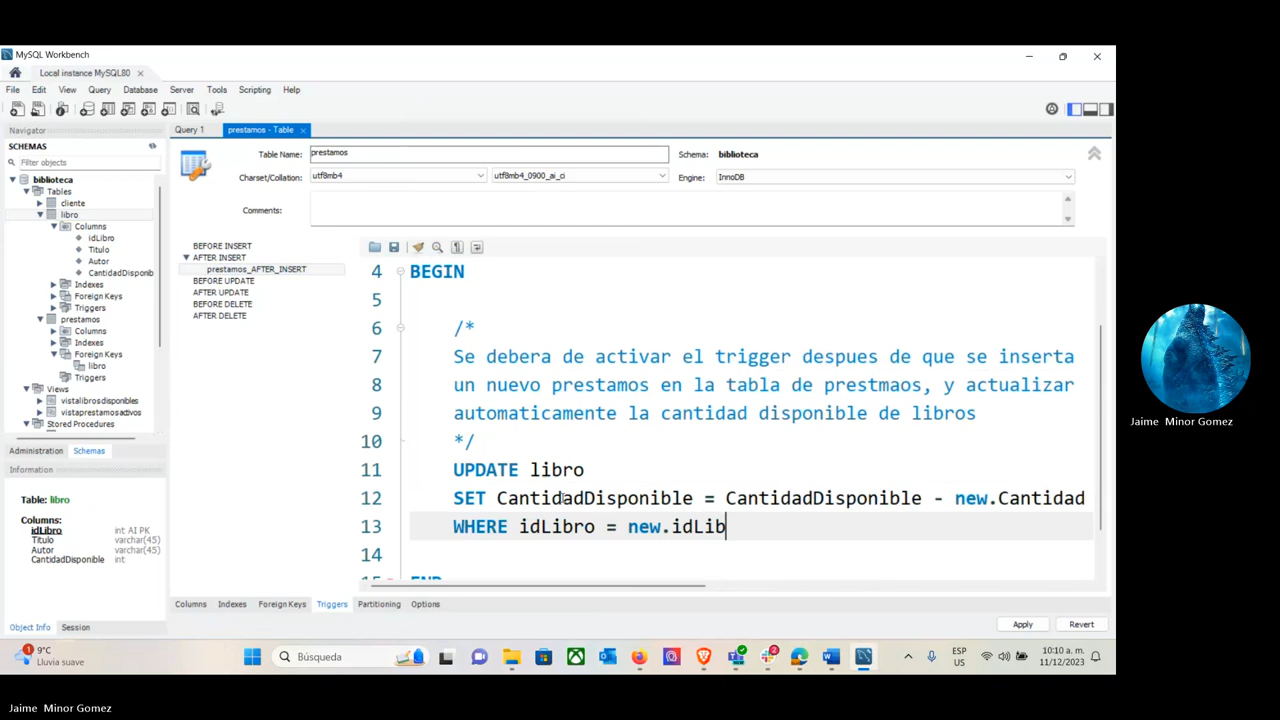 MySQL Workbench
Local instance MySQL80
File Edit View Query Database Server Tools Scripting Help
Navigator
SCHEMAS
Filter objects
biblioteca
Tables
cliente
libro
Columns
idLibro
Titulo
Autor
CantidadDisponib
Indexes
Foreign Keys
Triggers
prestamos
Columns
Indexes
Foreign Keys
libro
Triggers
Views
vistalibrosdisponbles
vistaprestamosactivos
Stored Procedures
Administration Schemas
Information
Table: libro
Columns:
idLibro int AI PK
Titulo varchar(45)
Autor varchar(45)
CantidadDisponible int
Object Info Session
Query 1 prestamos - Table
Table Name: prestamos Schema: biblioteca
Charset/Collation: utf8mb4 utf8mb4_0900_ai_ci Engine: InnoDB
Comments:
BEFORE INSERT
AFTER INSERT
prestamos_AFTER_INSERT
BEFORE UPDATE
AFTER UPDATE
BEFORE DELETE
AFTER DELETE
4 BEGIN
5
6 /*
7 Se debera de activar el trigger despues de que se inserta
8 un nuevo prestamos en la tabla de prestmaos, y actualizar
9 automaticamente la cantidad disponible de libros
10 */
11 UPDATE libro
12 SET CantidadDisponible = CantidadDisponible - new.Cantidad
13 WHERE idLibro = new.idLib
14
15 END
Columns Indexes Foreign Keys Triggers Partitioning Options
Apply Revert
1 9°C
Lluvia suave
Búsqueda
2
ESP
US
10:10 a. m.
11/12/2023
Jaime Minor Gomez
Jaime Minor Gomez